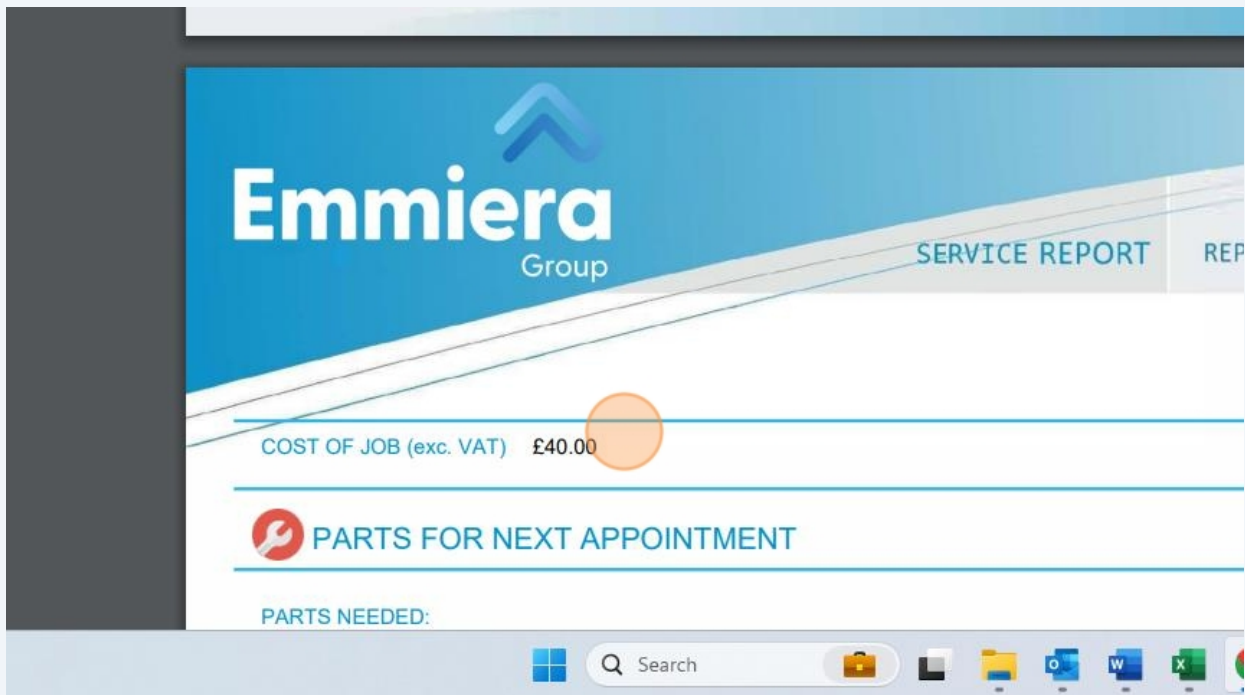 Emmiera
Group
SERVICE REPORT
REP
COST OF JOB (exc. VAT) £40.00
PARTS FOR NEXT APPOINTMENT
PARTS NEEDED:
Search